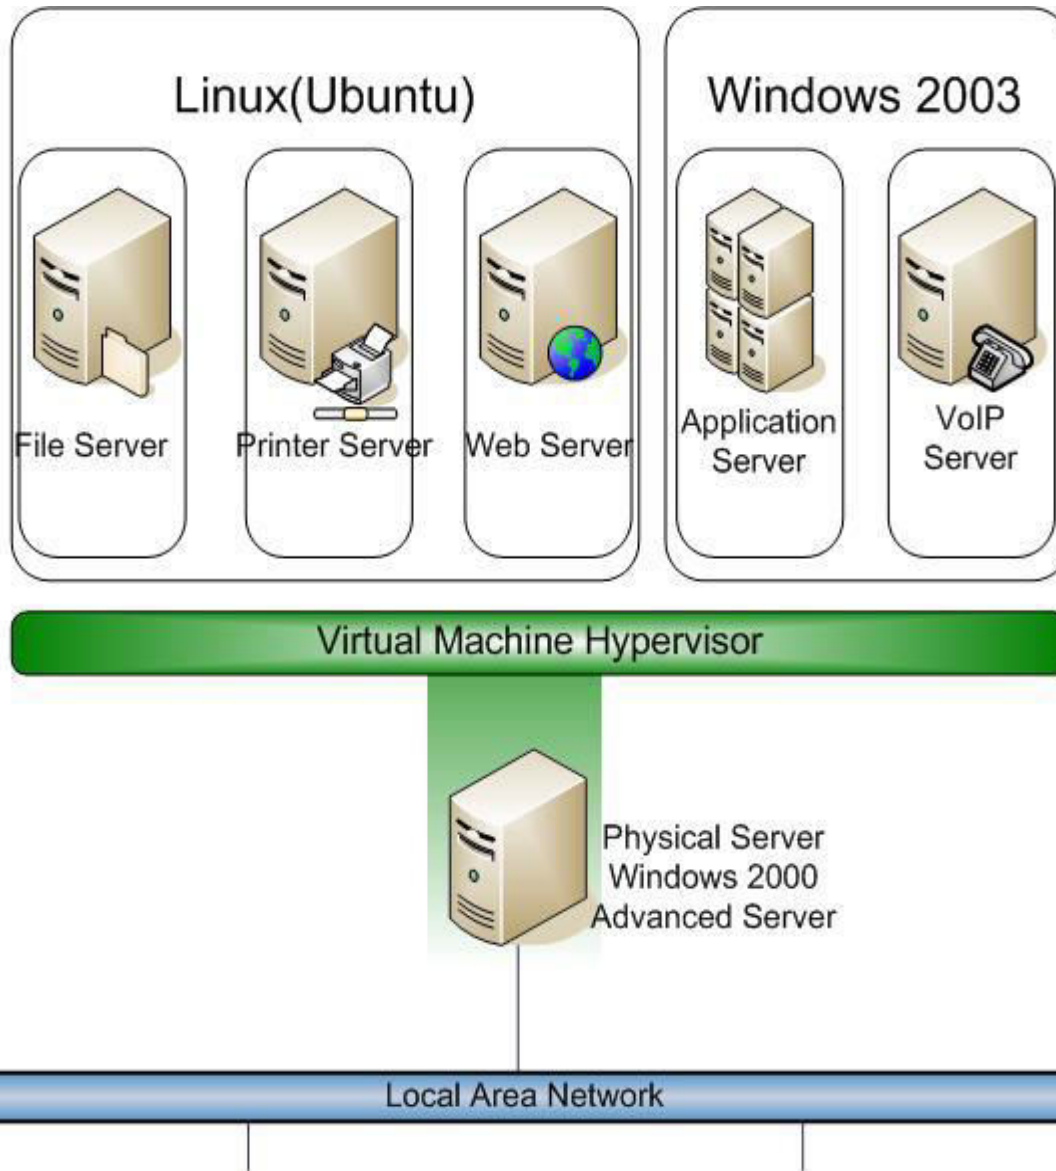 Linux(Ubuntu)
Windows 2003
File Server
Printer Server
Web Server
Application
Server
VoIP
Server
Virtual Machine Hypervisor
Physical Server
Windows 2000
Advanced Server
Local Area Network